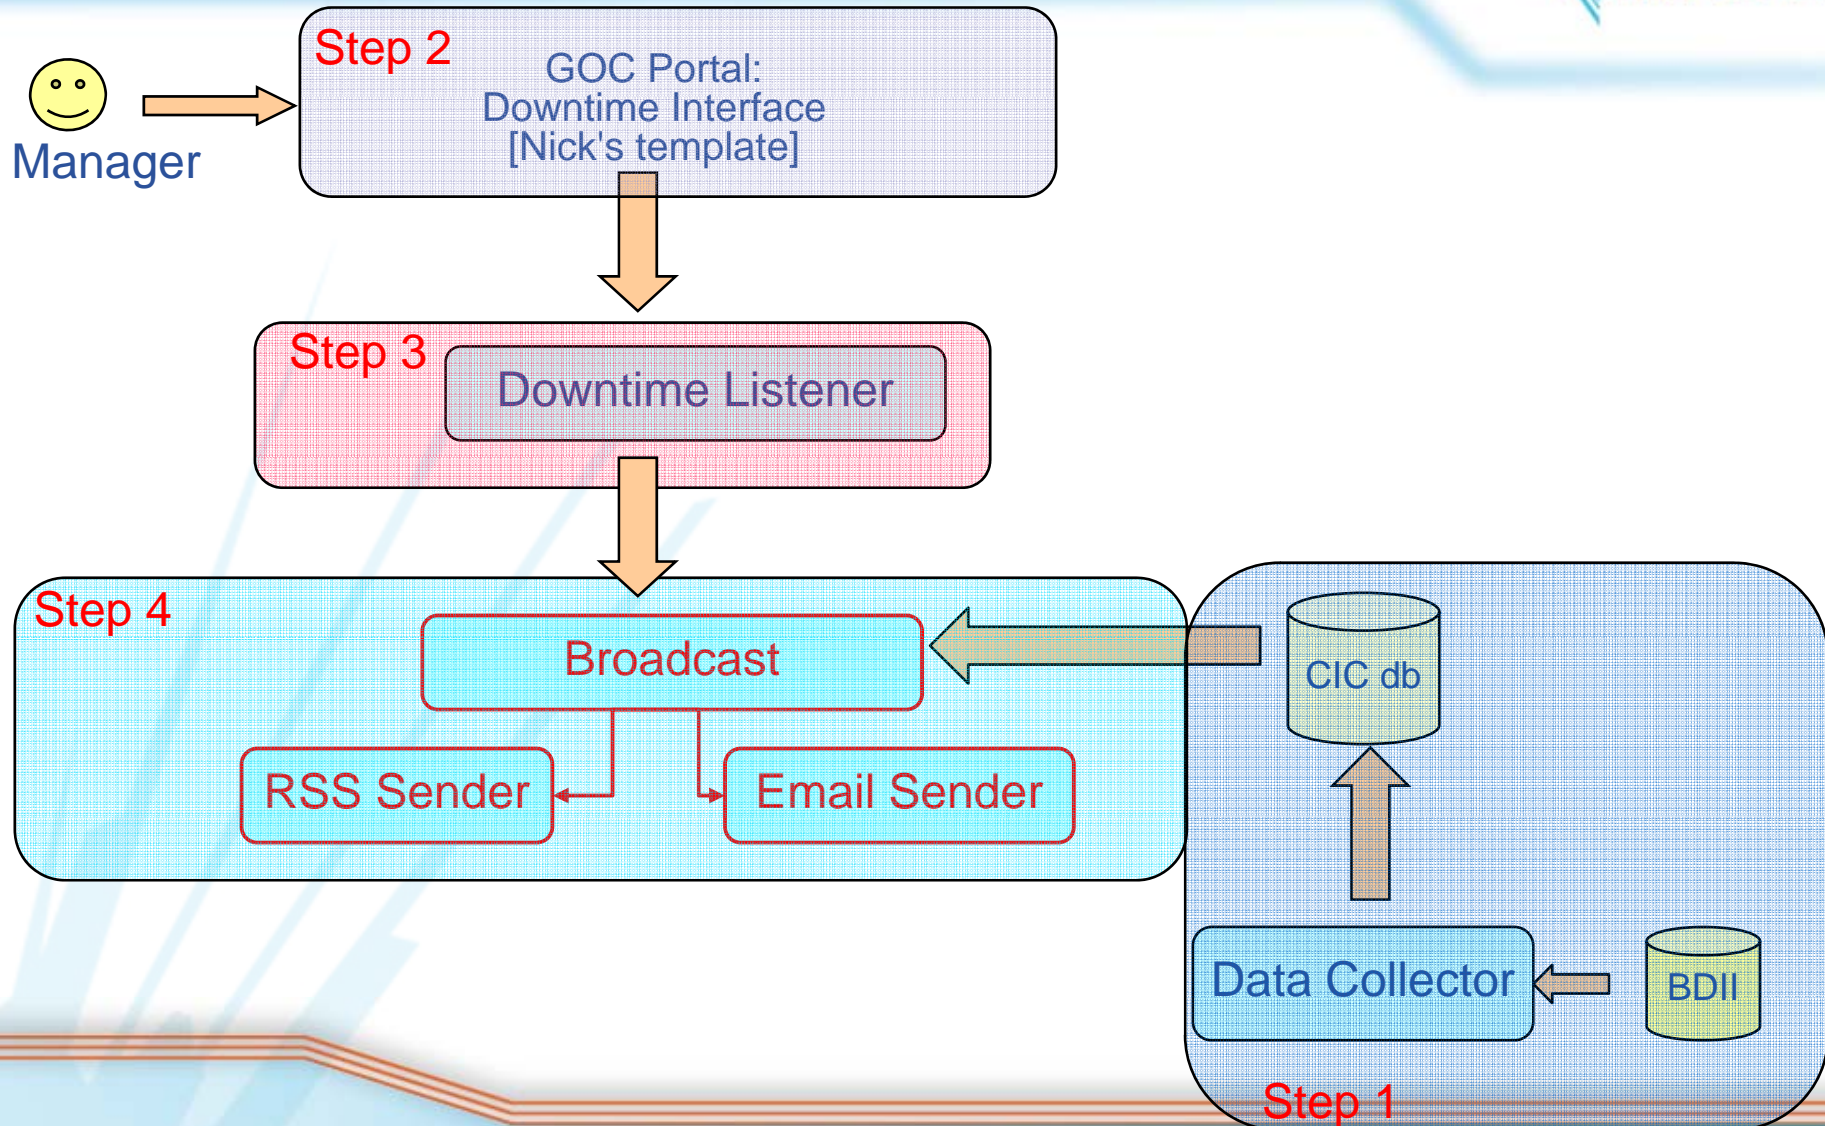 Step 2
GOC Portal:
Downtime Interface
[Nick's template]
Manager
Step 3
Downtime Listener
Step 4
Broadcast
CIC db
RSS Sender
Email Sender
Data Collector
BDII
Step 1